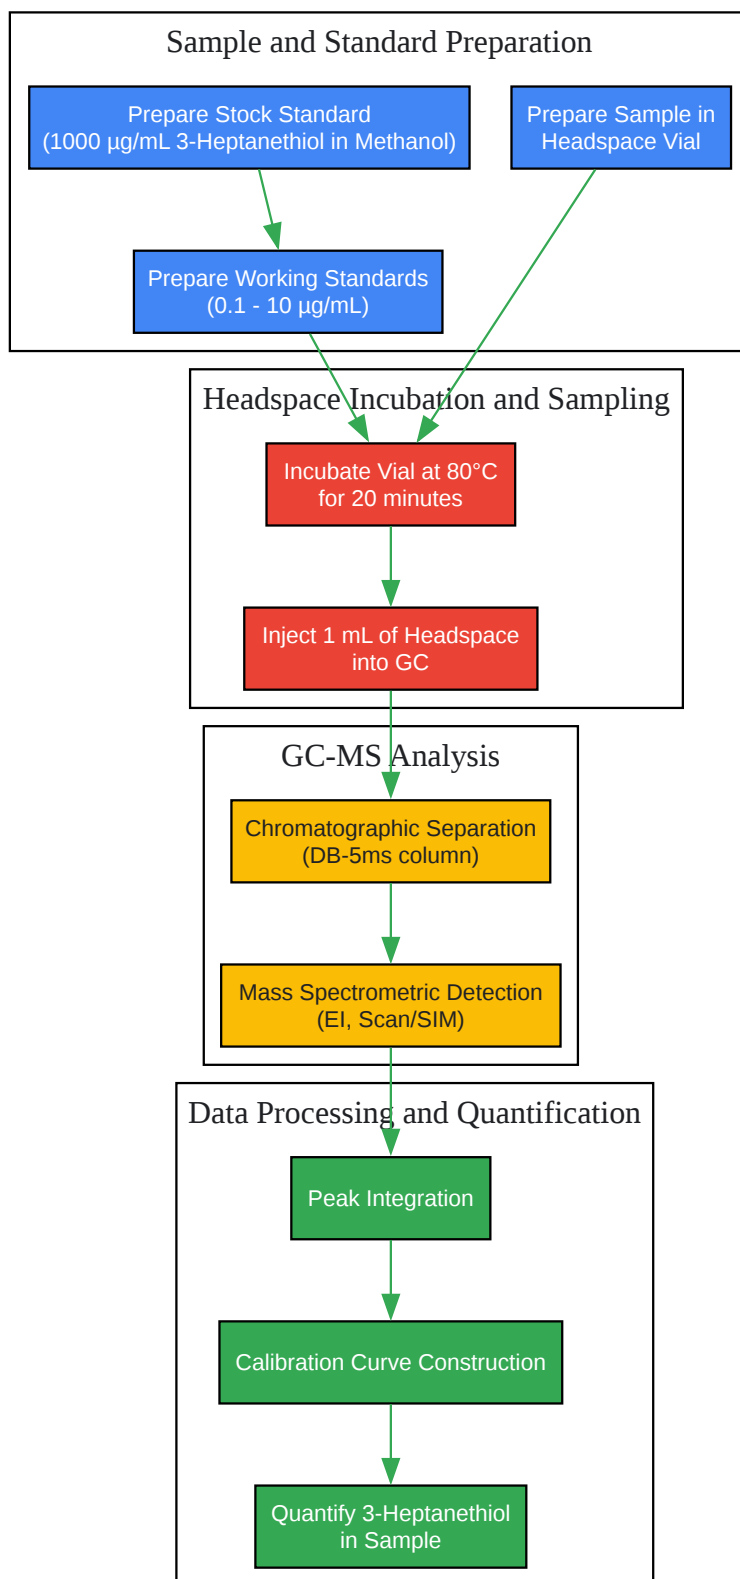 Sample and Standard Preparation
Prepare Stock Standard
(1000 µg/mL 3-Heptanethiol in Methanol)
Prepare Sample in
Headspace Vial
Prepare Working Standards
(0.1 - 10 µg/mL)
Headspace Incubation and Sampling
Incubate Vial at 80°C
for 20 minutes
Inject 1 mL of Headspace
into GC
GC-MS Analysis
Chromatographic Separation
(DB-5ms column)
Mass Spectrometric Detection
(EI, Scan/SIM)
Data Processing and Quantification
Peak Integration
Calibration Curve Construction
Quantify 3-Heptanethiol
in Sample